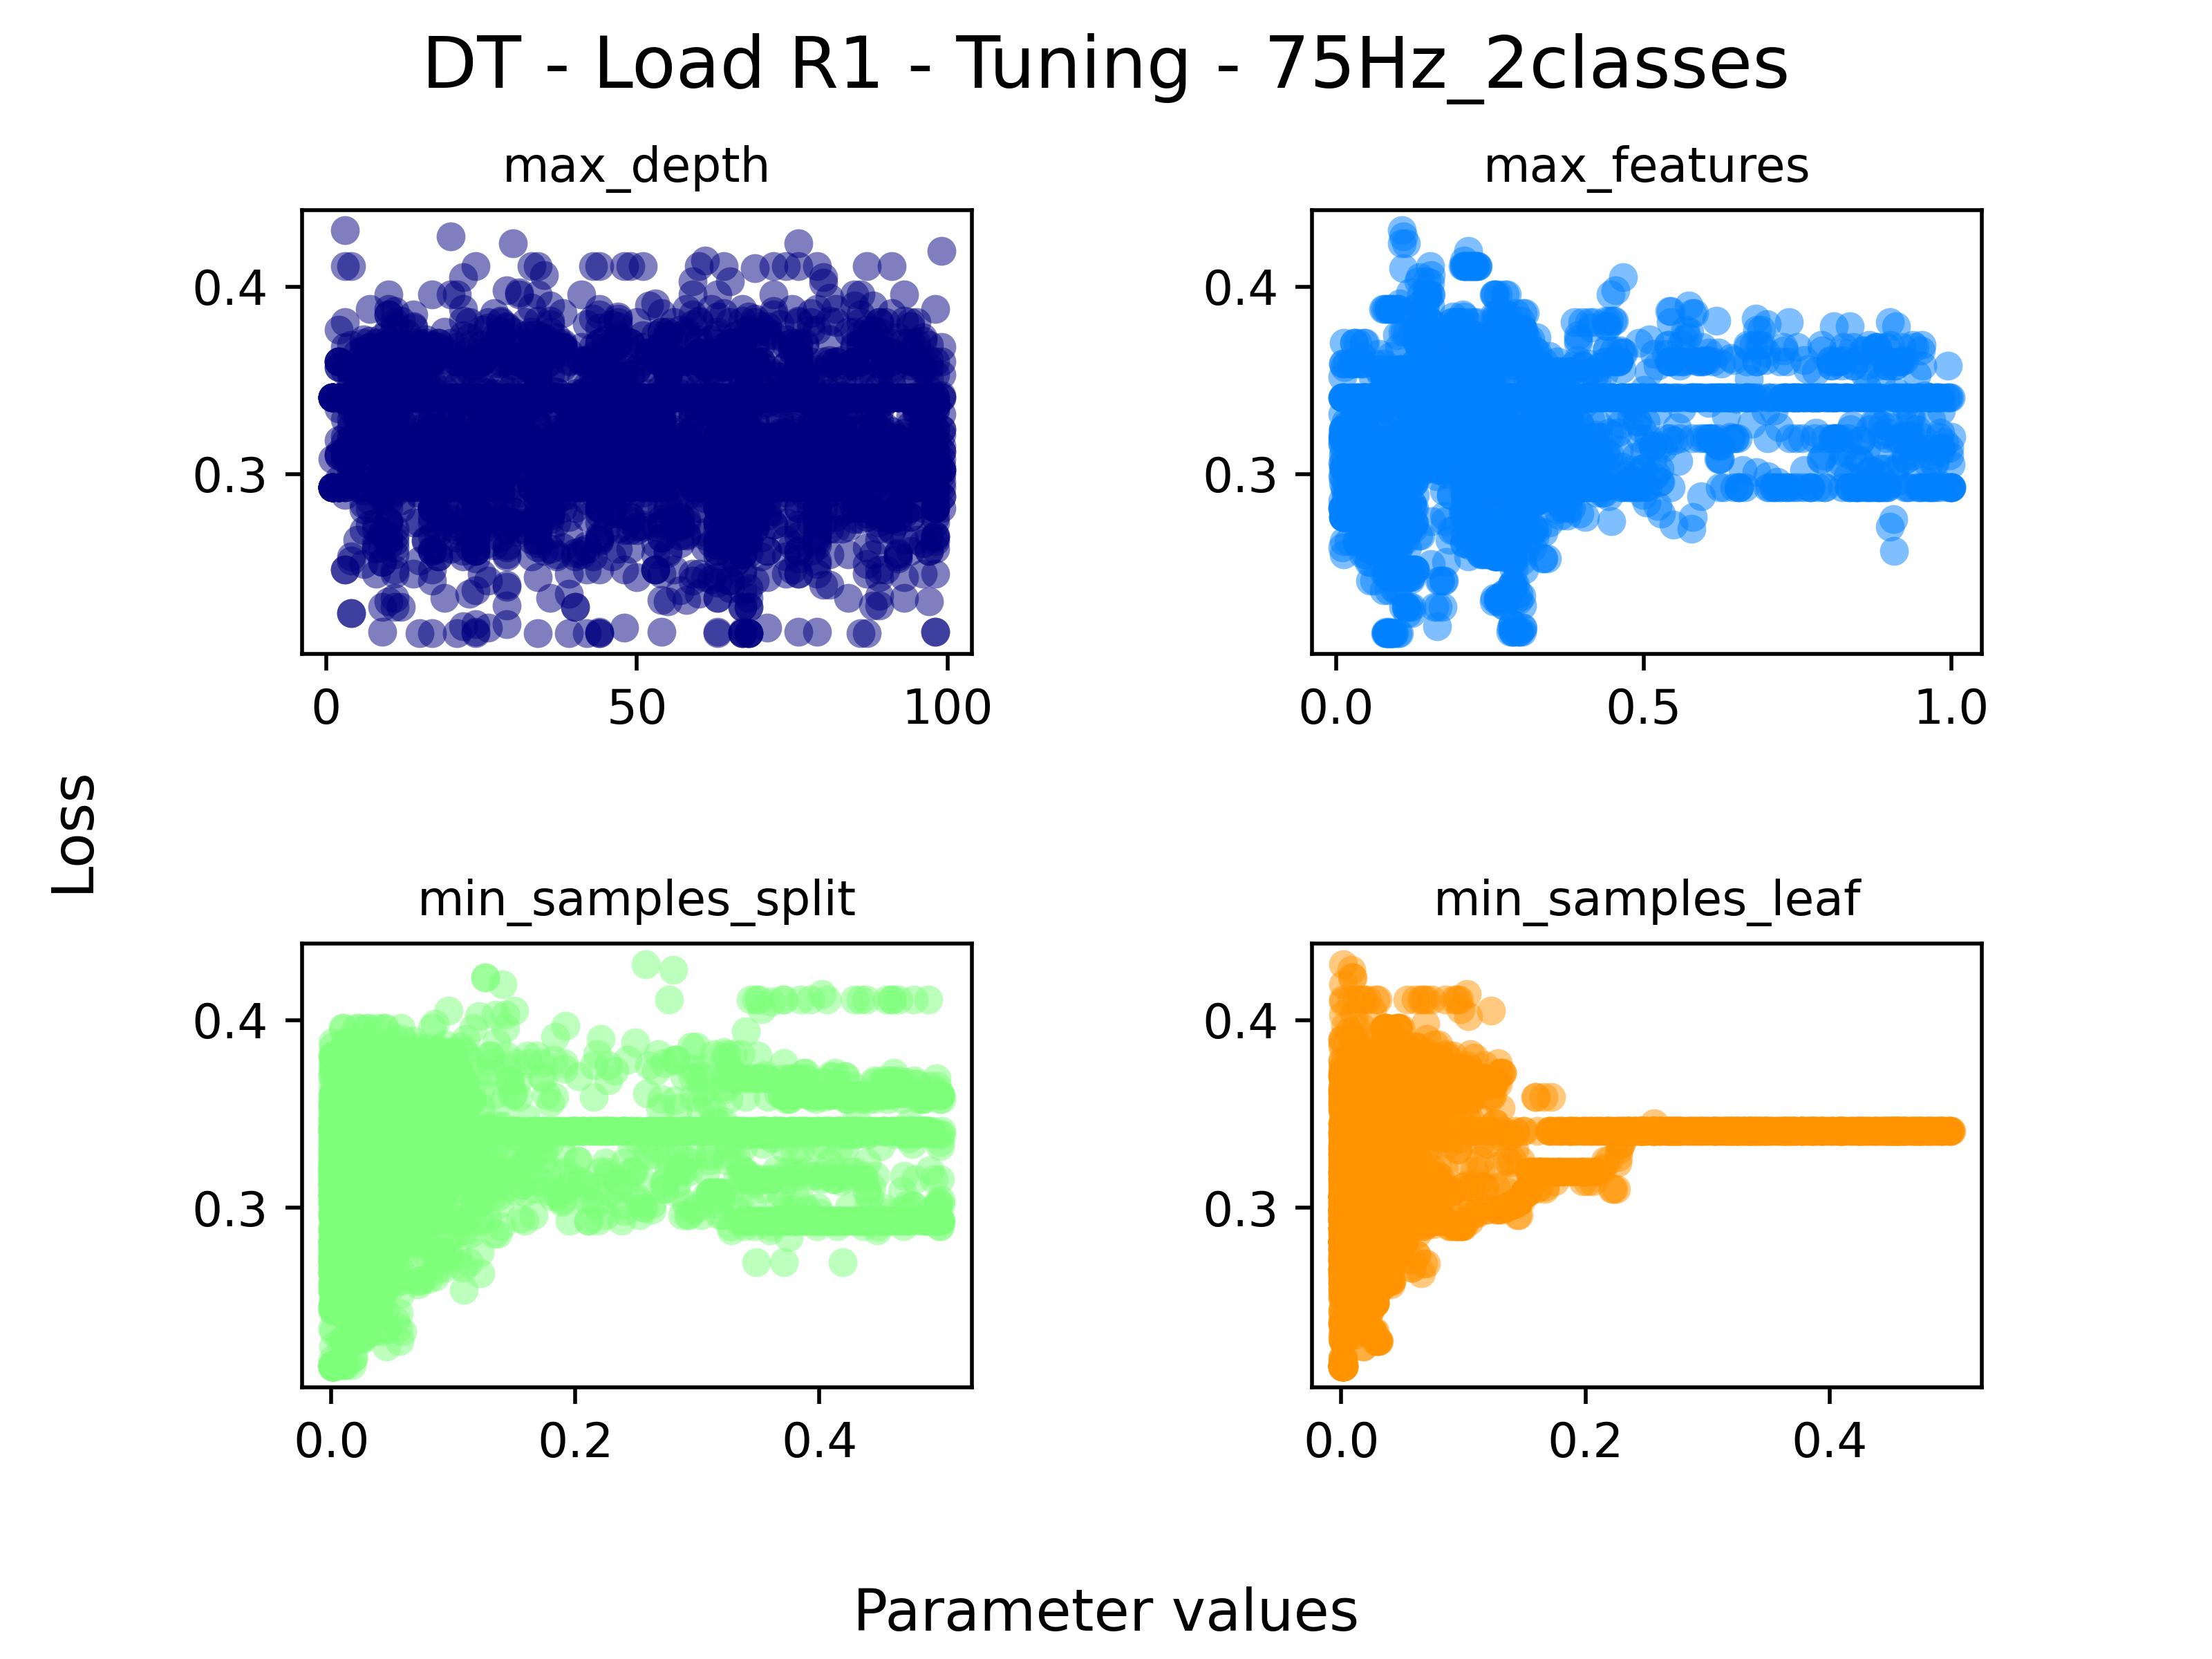 DT - Load R1 - Tuning - 75Hz_2classes
max_depth
max_features
0.4
0.3
0
50
100
0.4
0.3
0.0
0.5
1.0
Loss
min_samples_split
min_samples_leaf
0.4
0.3
0.0
0.2
0.4
0.4
0.3
0.0
0.2
0.4
Parameter values